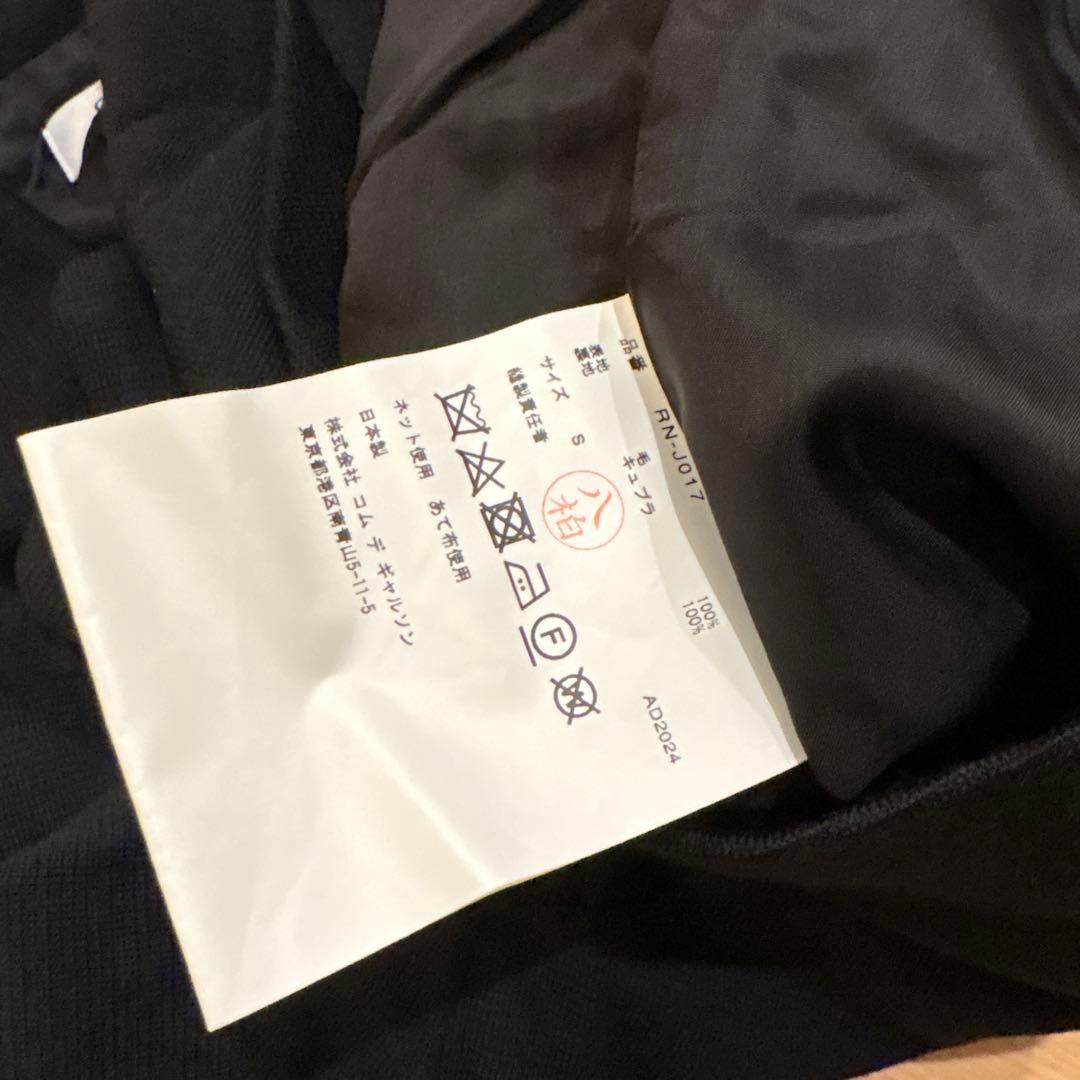 品番 RN-J017 AD2024
表地 毛 100%
裏地 キュプラ 100%
サイズ S
縫製責任者 八柏
F
W
ネット使用 あて布使用
日本製
株式会社 コム デ ギャルソン
東京都港区南青山5-11-5